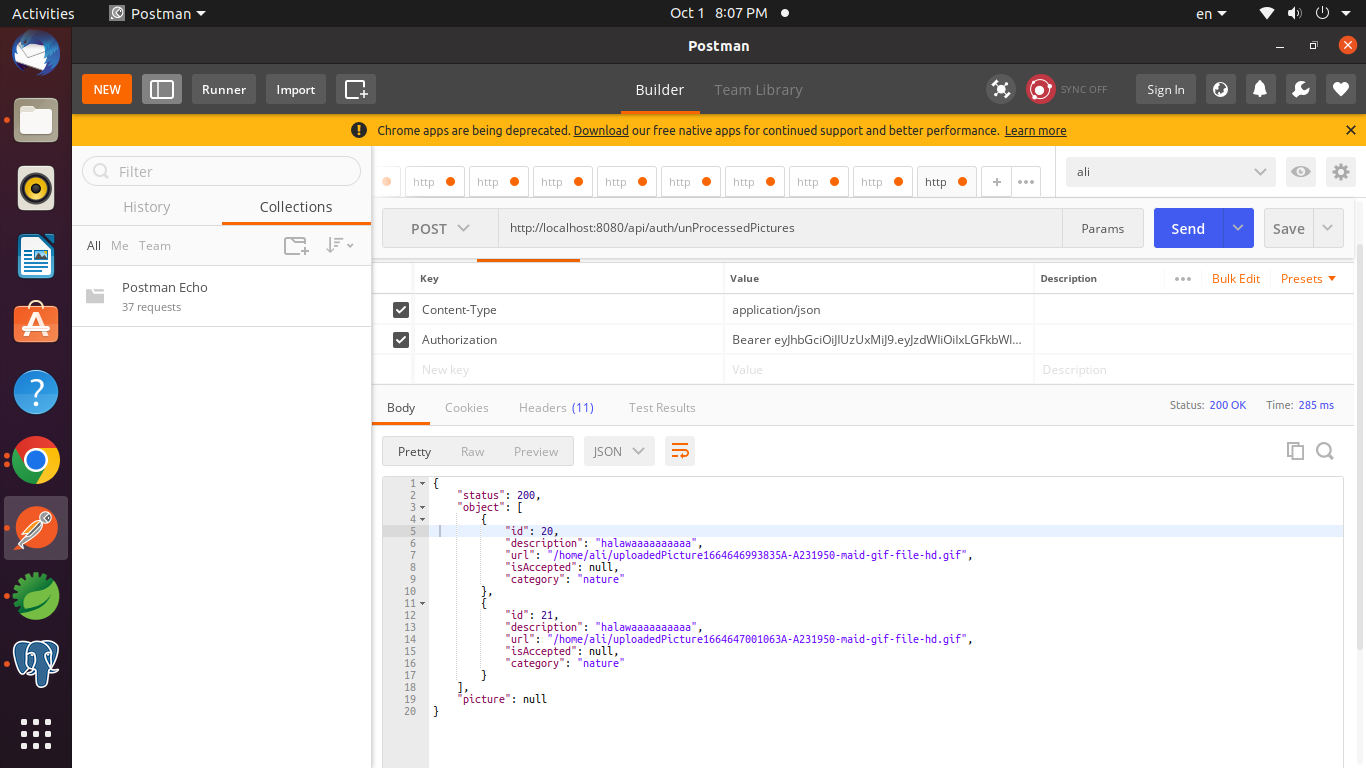 Activities Postman Oct 1 8:07 PM en
Postman
NEW Runner Import Builder Team Library SYNC OFF Sign In
Chrome apps are being deprecated. Download our free native apps for continued support and better performance. Learn more
Filter
History Collections
All Me Team
Postman Echo
37 requests
http http http http http http http http http + ali
POST http://localhost:8080/api/auth/unProcessedPictures Params Send Save
Key Value Description Bulk Edit Presets
Content-Type application/json
Authorization
New key Value Description
Body Cookies Headers (11) Test Results Status: 200 OK Time: 285 ms
Pretty Raw Preview JSON
1 {
2 "status": 200,
3 "object": [
4 {
5 "id": 20,
6 "description": "halawaaaaaaaaaa",
7 "url": "/home/ali/uploadedPicture1664646993835A-A231950-maid-gif-file-hd.gif",
8 "isAccepted": null,
9 "category": "nature"
10 },
11 {
12 "id": 21,
13 "description": "halawaaaaaaaaaa",
14 "url": "/home/ali/uploadedPicture1664647001063A-A231950-maid-gif-file-hd.gif",
15 "isAccepted": null,
16 "category": "nature"
17 }
18 ],
19 "picture": null
20 }